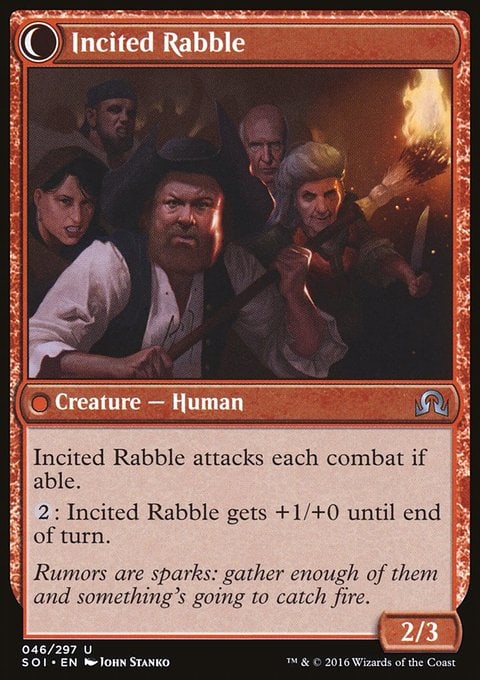 Incited Rabble
Creature — Human
Incited Rabble attacks each combat if
able.
2: Incited Rabble gets +1/+0 until end
of turn.
Rumors are sparks: gather enough of them
and something's going to catch fire.
2/3
046/297 U
SOI • EN John Stanko
™ & © 2016 Wizards of the Coast